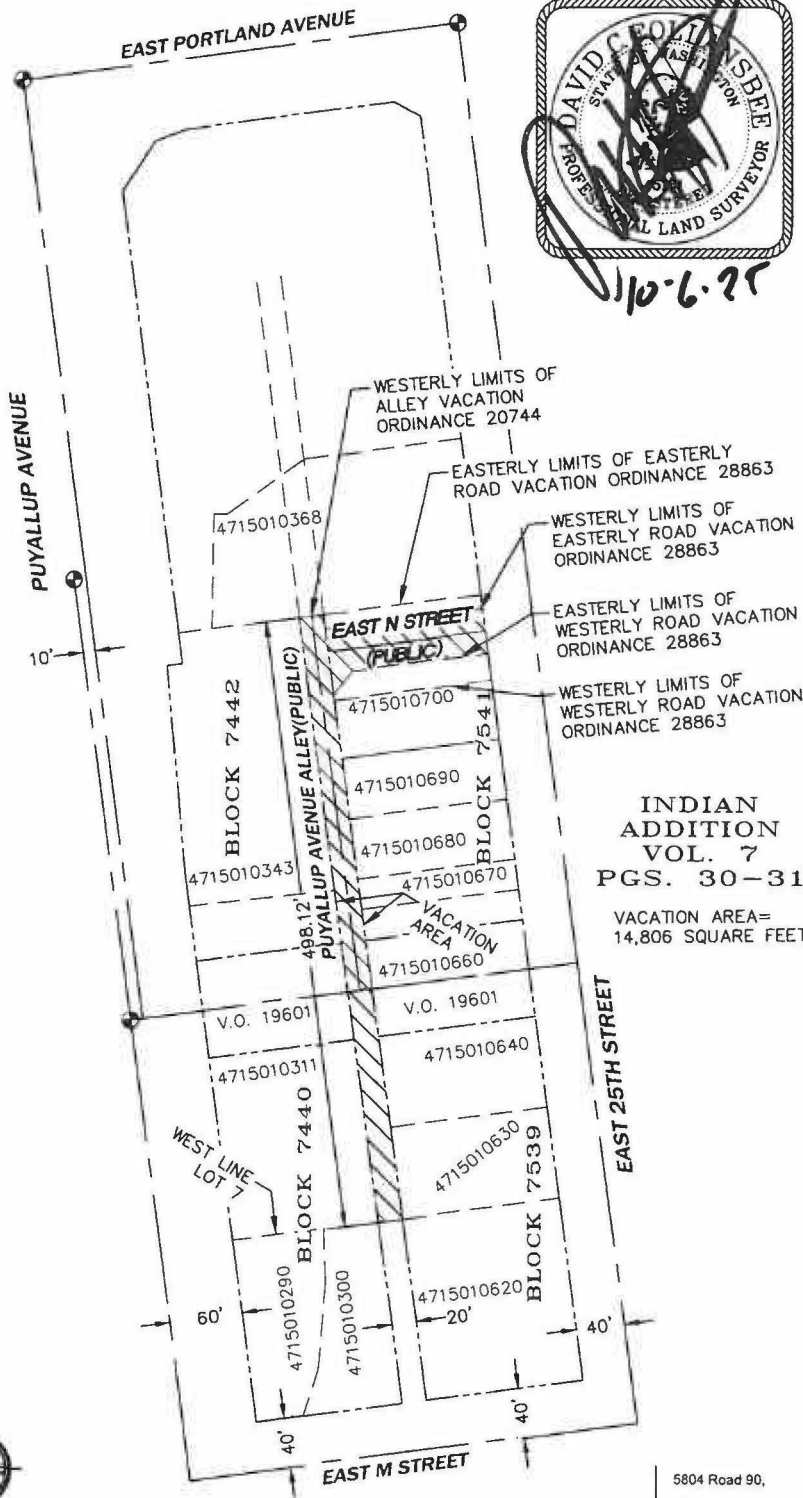 EAST PORTLAND AVENUE
DAVID C. FOLLANSBEE
STATE OF WASHINGTON
PROFESSIONAL LAND SURVEYOR
PUYALLUP AVENUE
WESTERLY LIMITS OF
ALLEY VACATION
ORDINANCE 20744
EASTERLY LIMITS OF EASTERLY
ROAD VACATION ORDINANCE 28863
4715010368
WESTERLY LIMITS OF
EASTERLY ROAD VACATION
ORDINANCE 28863
EAST N STREET
(PUBLIC)
EASTERLY LIMITS OF
WESTERLY ROAD VACATION
ORDINANCE 28863
10'
WESTERLY LIMITS OF
WESTERLY ROAD VACATION
ORDINANCE 28863
4715010700
BLOCK 7442
PUYALLUP AVENUE ALLEY(PUBLIC)
BLOCK 7541
4715010690
4715010680
4715010343
4715010670
INDIAN
ADDITION
VOL. 7
PGS. 30-31
VACATION AREA=
14,806 SQUARE FEET
498.12'
VACATION
AREA
4715010660
V.O. 19601
V.O. 19601
4715010311
4715010640
EAST 25TH STREET
BLOCK 7440
WEST LINE
LOT 7
4715010630
BLOCK 7539
4715010290
4715010300
4715010620
60'
20'
40'
40'
40'
EAST M STREET
5804 Road 90,